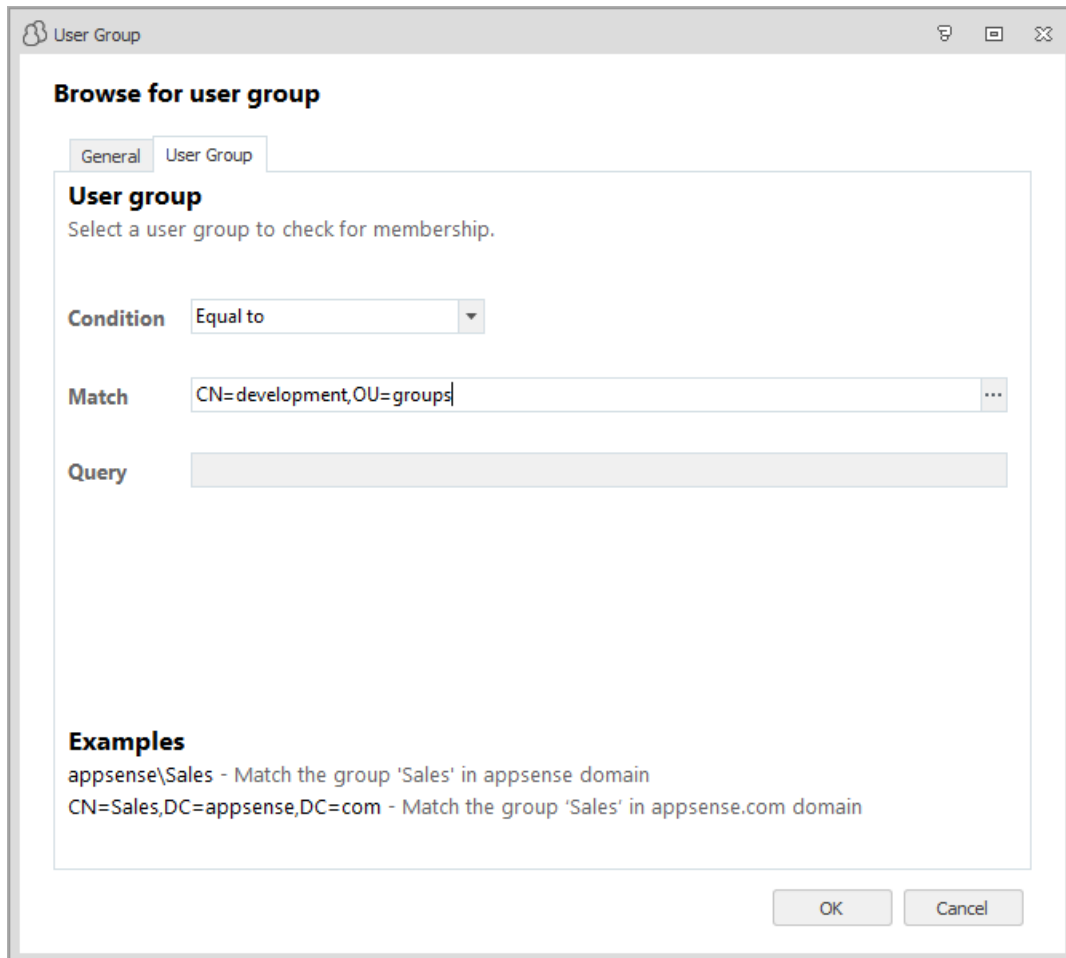 User Group
Browse for user group
General User Group
User group
Select a user group to check for membership.
Condition Equal to
Match CN=development,OU=groups ...
Query
Examples
appsense\Sales - Match the group 'Sales' in appsense domain
CN=Sales,DC=appsense,DC=com - Match the group ‘Sales’ in appsense.com domain
OK Cancel